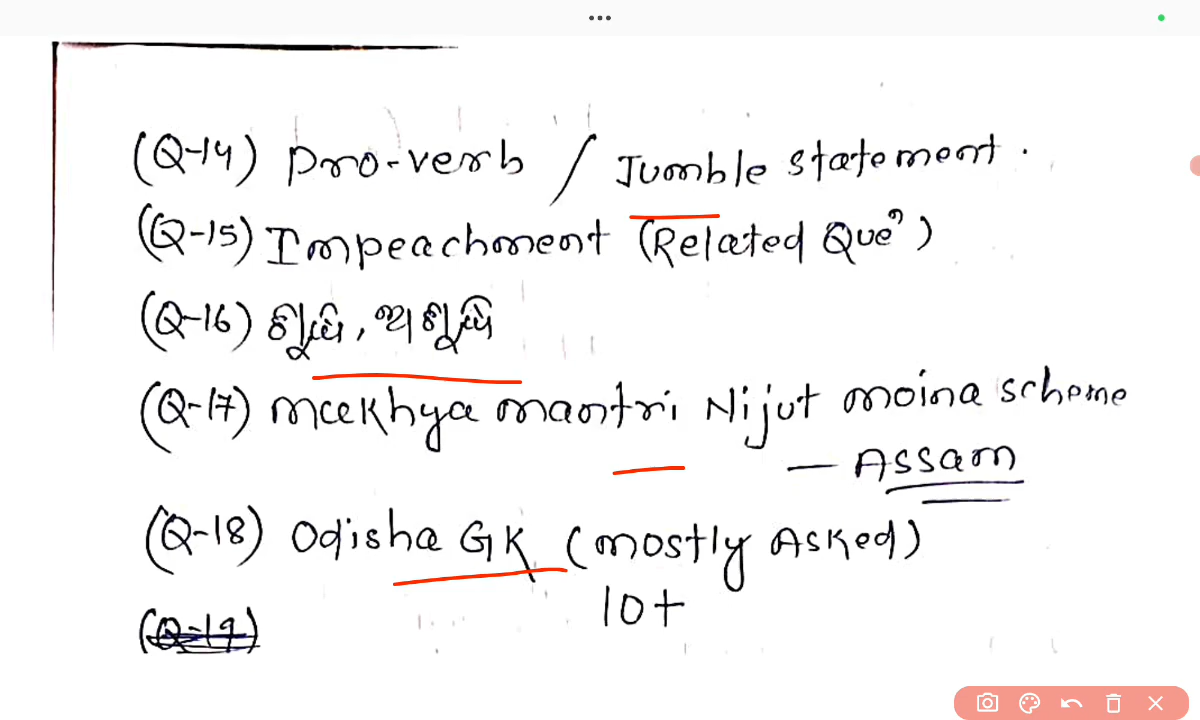 (Q-14) Pro-verb / Jumble statement.
(Q-15) Impeachment (Related Queⁿ)
(Q-16) ବିଭକ୍ତି,
(Q-17) Mukhya mantri Nijut moina scheme
— Assam
(Q-18) Odisha GK (mostly Asked)
10+
(Q-19)